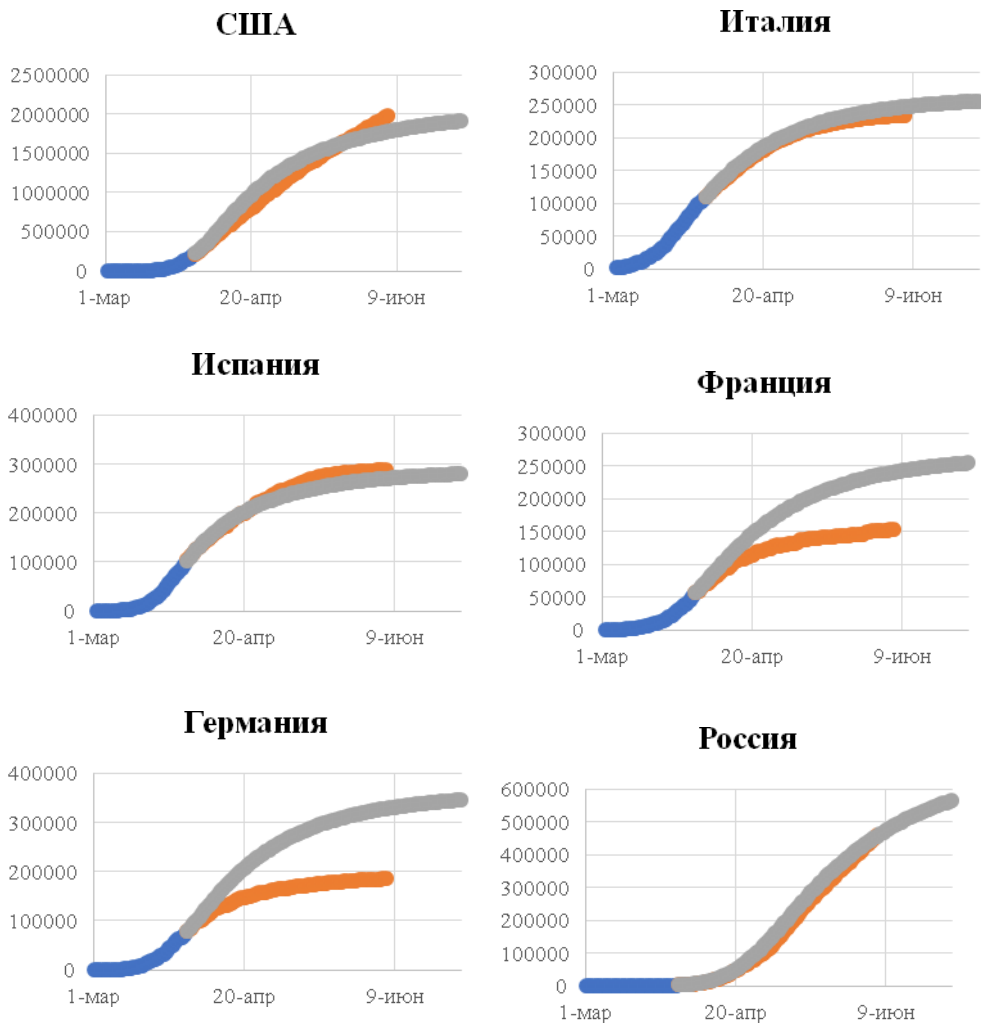 США
2500000
2000000
1500000
1000000
500000
0
1-мар
20-апр
9-июн
Италия
300000
250000
200000
150000
100000
50000
0
1-мар
20-апр
9-июн
Испания
400000
300000
200000
100000
0
1-мар
20-апр
9-июн
Франция
300000
250000
200000
150000
100000
50000
0
1-мар
20-апр
9-июн
Германия
400000
300000
200000
100000
0
1-мар
20-апр
9-июн
Россия
600000
500000
400000
300000
200000
100000
0
1-мар
20-апр
9-июн